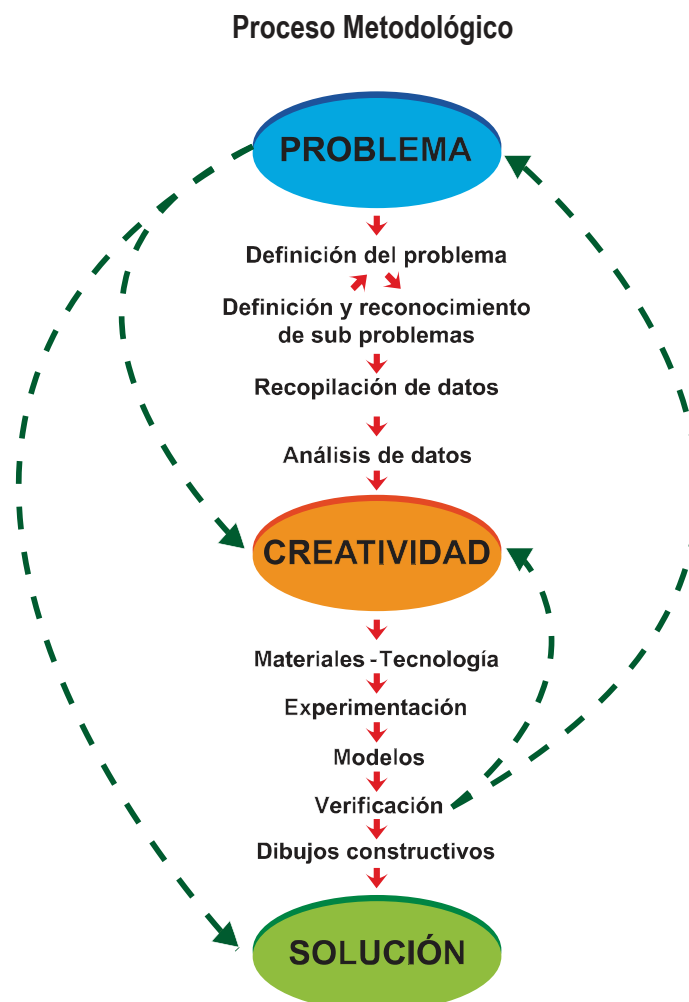 Proceso Metodológico
PROBLEMA
Definición del problema
Definición y reconocimiento
de sub problemas
Recopilación de datos
Análisis de datos
CREATIVIDAD
Materiales -Tecnología
Experimentación
Modelos
Verificación
Dibujos constructivos
SOLUCIÓN